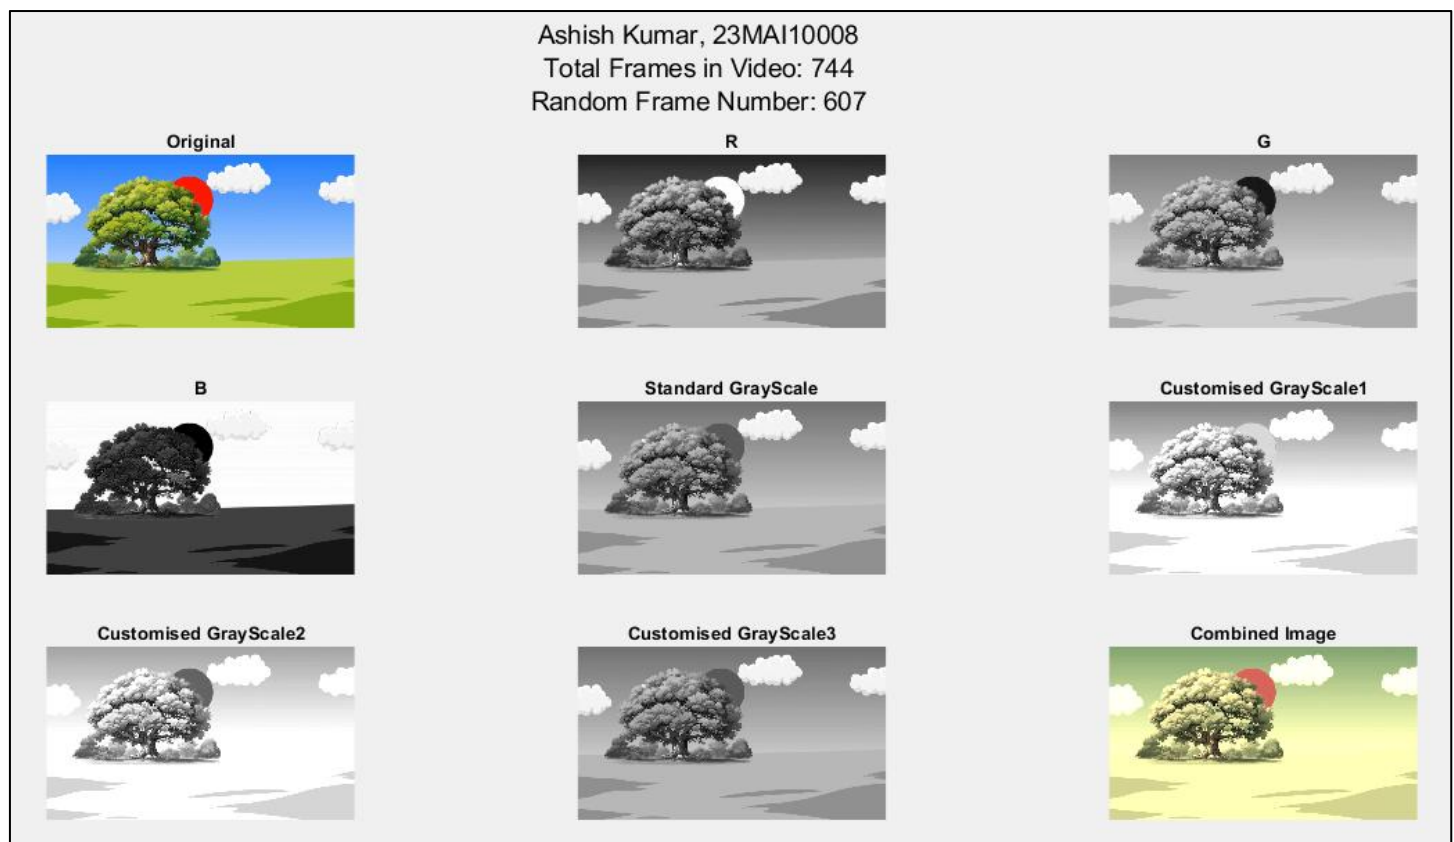 Ashish Kumar, 23MAI10008
Total Frames in Video: 744
Random Frame Number: 607
Original
R
G
B
Standard GrayScale
Customised GrayScale1
Customised GrayScale2
Customised GrayScale3
Combined Image